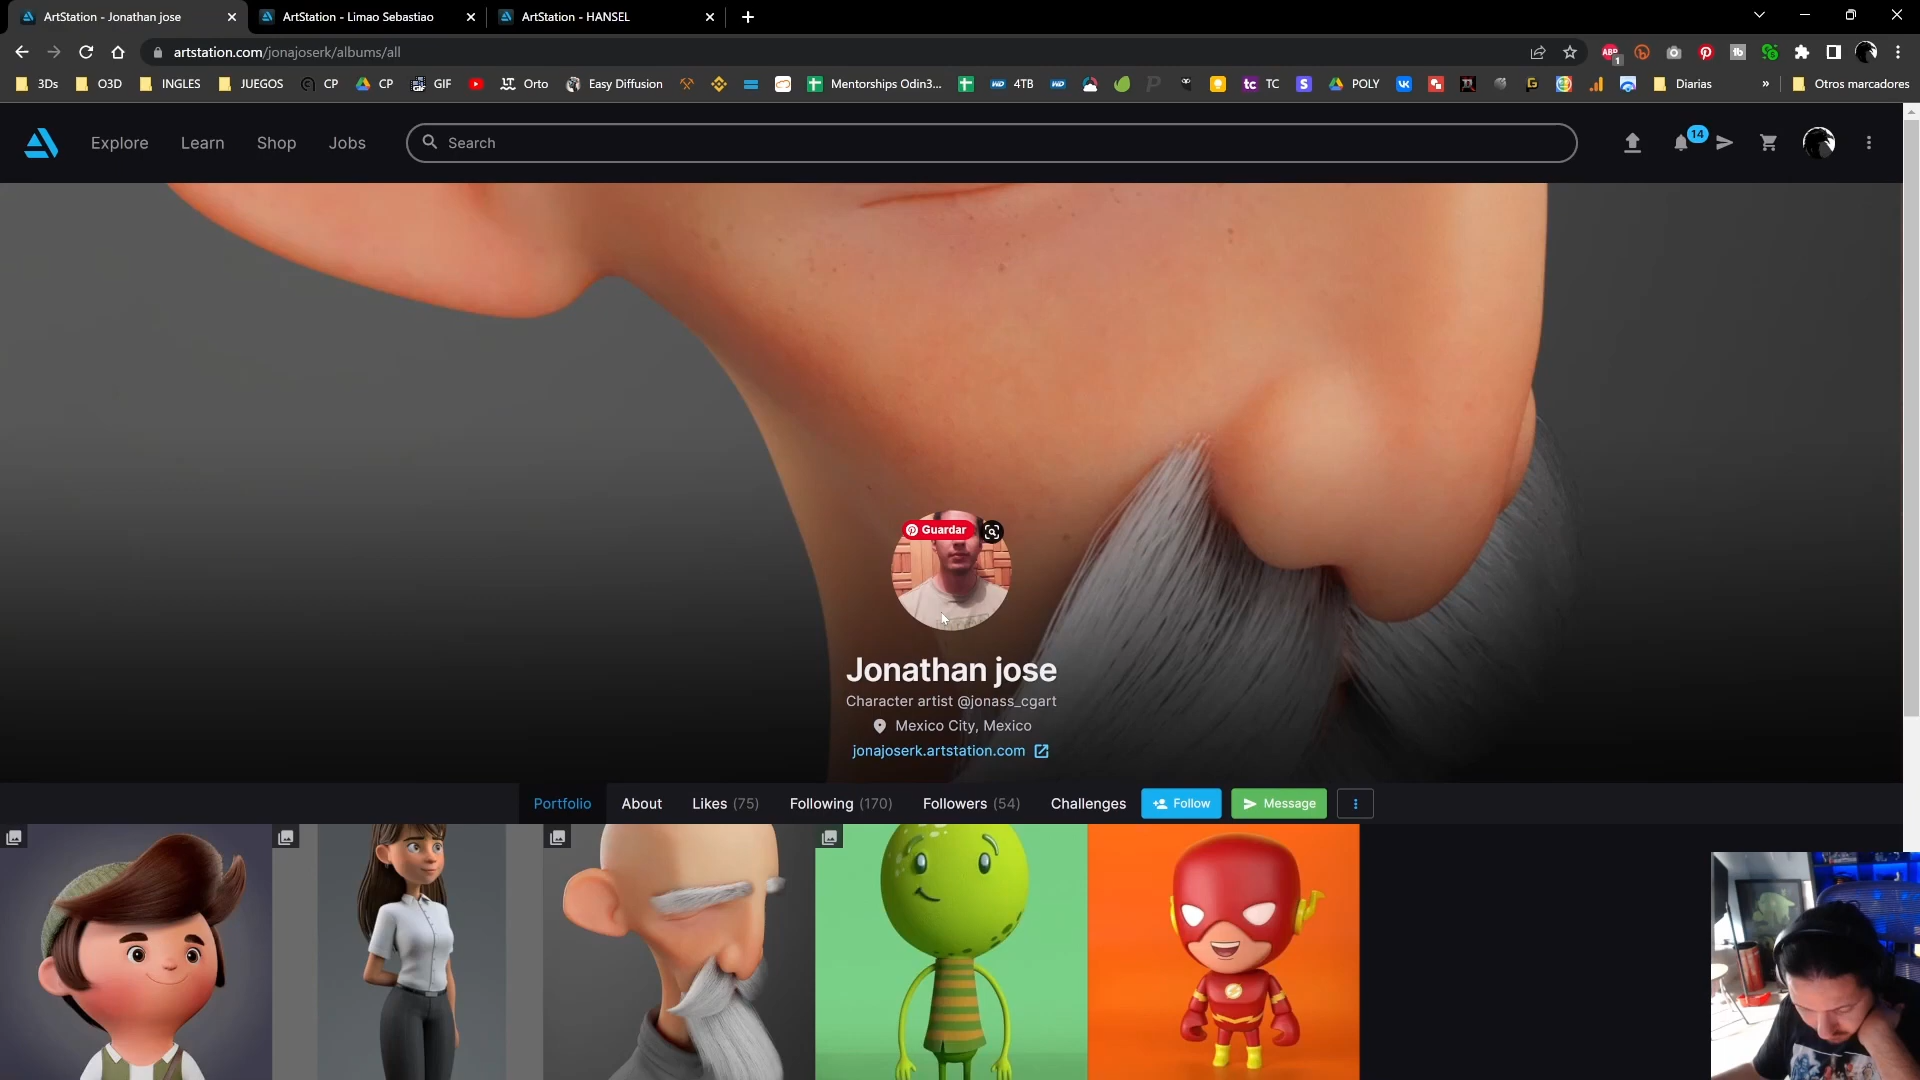 ArtStation - Jonathan jose
ArtStation - Limao Sebastiao
ArtStation - HANSEL
artstation.com/jonajoserk/albums/all
ABP
1
3Ds
O3D
INGLES
JUEGOS
CP
CP
GIF
Orto
Easy Diffusion
Mentorships Odin3...
4TB
TC
POLY
Diarias
»
Otros marcadores
Explore
Learn
Shop
Jobs
Search
14
Guardar
Jonathan jose
Character artist @jonass_cgart
Mexico City, Mexico
jonajoserk.artstation.com
Portfolio
About
Likes (75)
Following (170)
Followers (54)
Challenges
Follow
Message